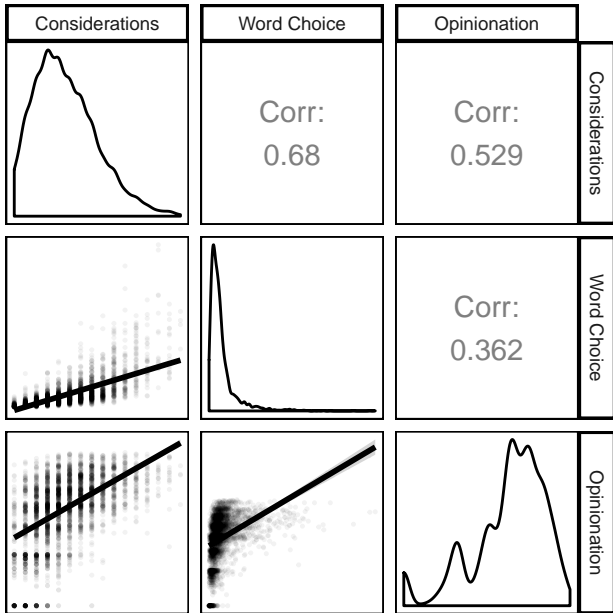 Considerations
Word Choice
Opinionation
Corr:
0.68
Corr:
0.529
Considerations
Corr:
0.362
Word Choice
Opinionation